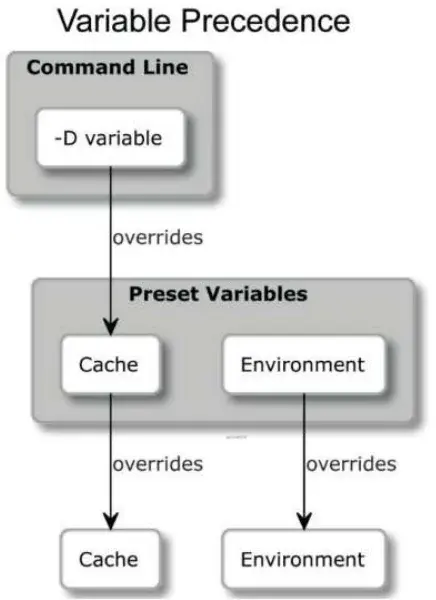 Variable Precedence
Command Line
-D variable
overrides
Preset Variables
Cache
Environment
overrides
overrides
Cache
Environment